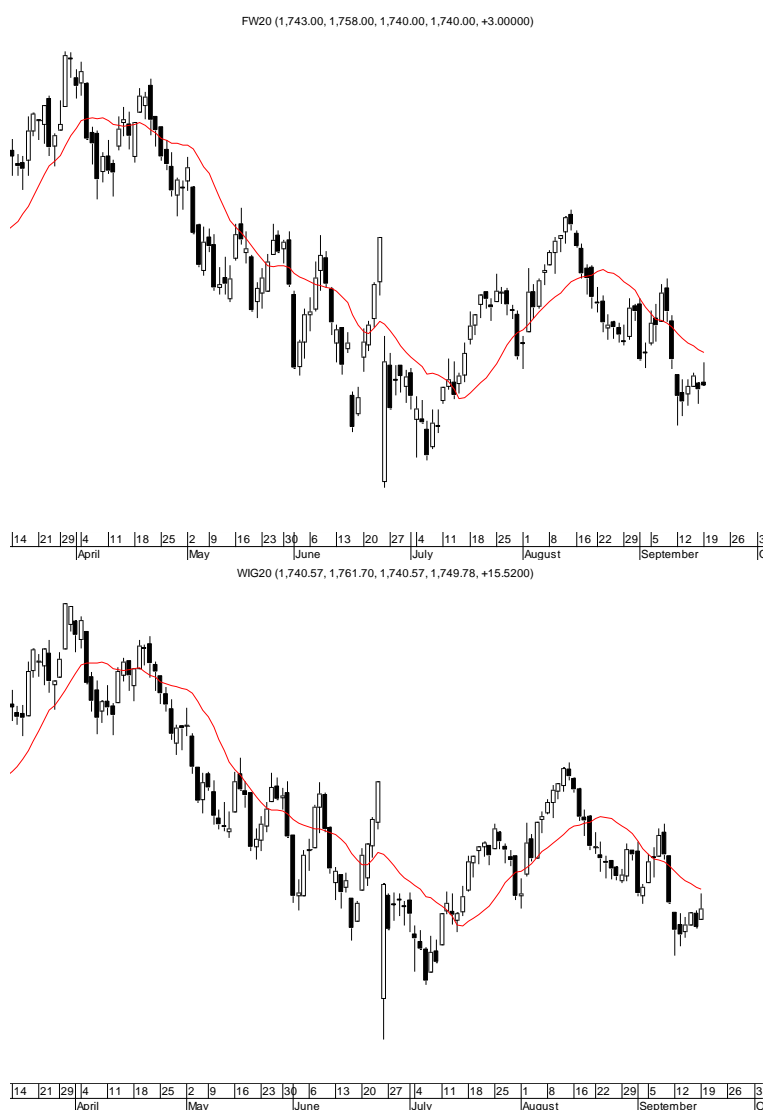 FW20 (1,743.00, 1,758.00, 1,740.00, 1,740.00, +3.00000)
14 21 29 4 11 18 25 2 9 16 23 30 6 13 20 27 4 11 18 25 1 8 16 22 29 5 12 19 26 3
April May June July August September O
WIG20 (1,740.57, 1,761.70, 1,740.57, 1,749.78, +15.5200)
14 21 29 4 11 18 25 2 9 16 23 30 6 13 20 27 4 11 18 25 1 8 16 22 29 5 12 19 26 3
April May June July August September O